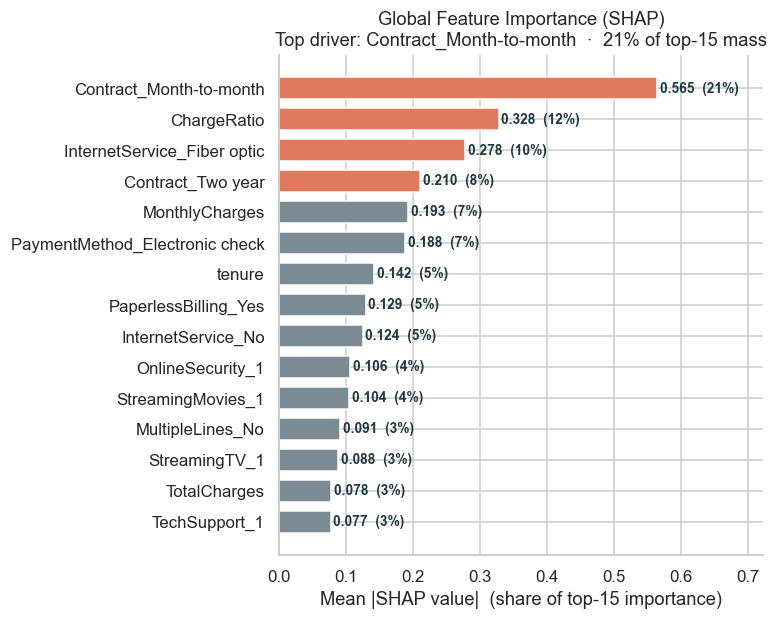 Global Feature Importance (SHAP)
Top driver: Contract_Month-to-month · 21% of top-15 mass
Contract_Month-to-month 0.565 (21%)
ChargeRatio 0.328 (12%)
InternetService_Fiber optic 0.278 (10%)
Contract_Two year 0.210 (8%)
MonthlyCharges 0.193 (7%)
PaymentMethod_Electronic check 0.188 (7%)
tenure 0.142 (5%)
PaperlessBilling_Yes 0.129 (5%)
InternetService_No 0.124 (5%)
OnlineSecurity_1 0.106 (4%)
StreamingMovies_1 0.104 (4%)
MultipleLines_No 0.091 (3%)
StreamingTV_1 0.088 (3%)
TotalCharges 0.078 (3%)
TechSupport_1 0.077 (3%)
0.0 0.1 0.2 0.3 0.4 0.5 0.6 0.7
Mean |SHAP value| (share of top-15 importance)